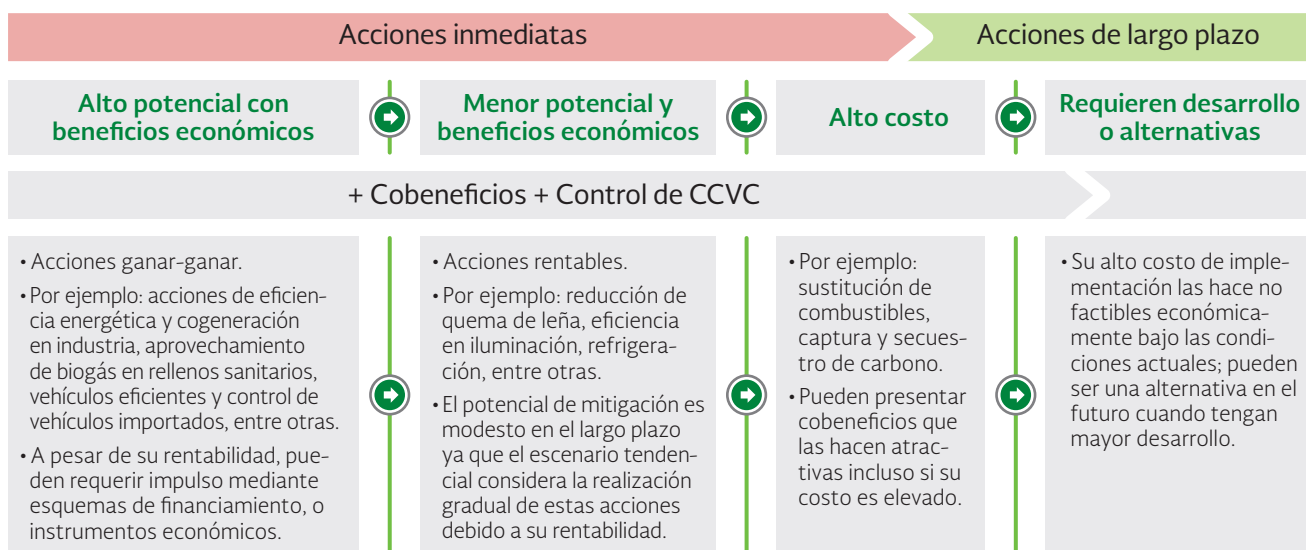 Acciones inmediatas
Acciones de largo plazo
Alto potencial con
beneficios económicos
Menor potencial y
beneficios económicos
Alto costo
Requieren desarrollo
o alternativas
+ Cobeneficios + Control de CCVC
• Acciones ganar-ganar.
• Por ejemplo: acciones de eficien-
cia energética y cogeneración
en industria, aprovechamiento
de biogás en rellenos sanitarios,
vehículos eficientes y control de
vehículos importados, entre otras.
• A pesar de su rentabilidad, pue-
den requerir impulso mediante
esquemas de financiamiento, o
instrumentos económicos.
• Acciones rentables.
• Por ejemplo: reducción de
quema de leña, eficiencia
en iluminación, refrigera-
ción, entre otras.
• El potencial de mitigación es
modesto en el largo plazo
ya que el escenario tenden-
cial considera la realización
gradual de estas acciones
debido a su rentabilidad.
• Por ejemplo:
sustitución de
combustibles,
captura y secues-
tro de carbono.
• Pueden presentar
cobeneficios que
las hacen atrac-
tivas incluso si su
costo es elevado.
• Su alto costo de imple-
mentación las hace no
factibles económica-
mente bajo las condi-
ciones actuales; pueden
ser una alternativa en el
futuro cuando tengan
mayor desarrollo.